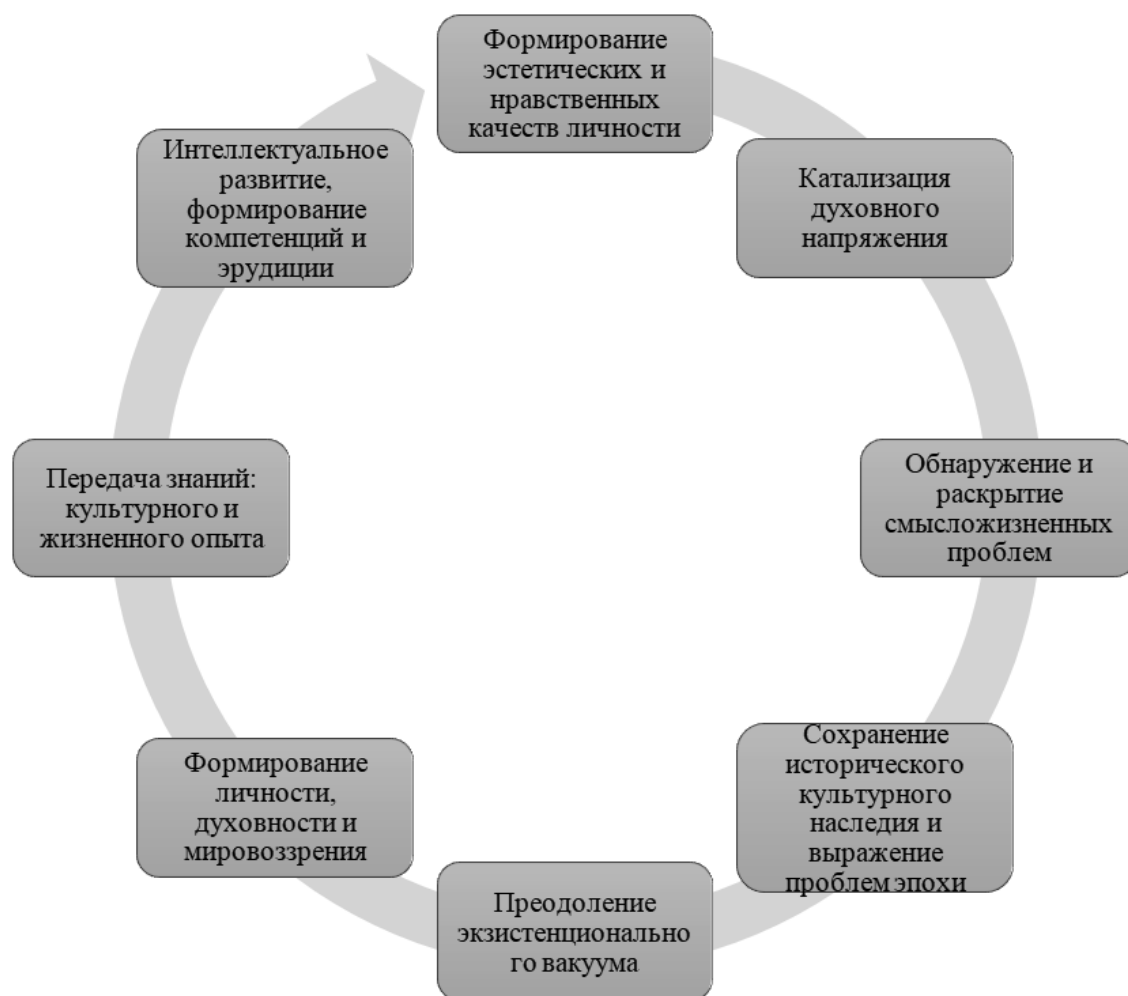 Формирование
эстетических и
нравственных
качеств личности
Катализация
духовного
напряжения
Обнаружение и
раскрытие
смысложизненных
проблем
Сохранение
исторического
культурного
наследия и
выражение
проблем эпохи
Преодоление
экзистенционально
го вакуума
Формирование
личности,
духовности и
мировоззрения
Передача знаний:
культурного и
жизненного опыта
Интеллектуальное
развитие,
формирование
компетенций и
эрудиции